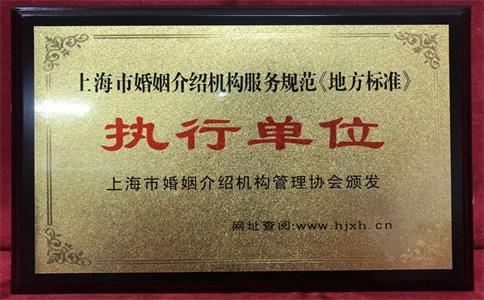 上海市婚姻介绍机构服务规范《地方标准》
执行单位
上海市婚姻介绍机构管理协会颁发
网址查阅:www.hjxh.cn